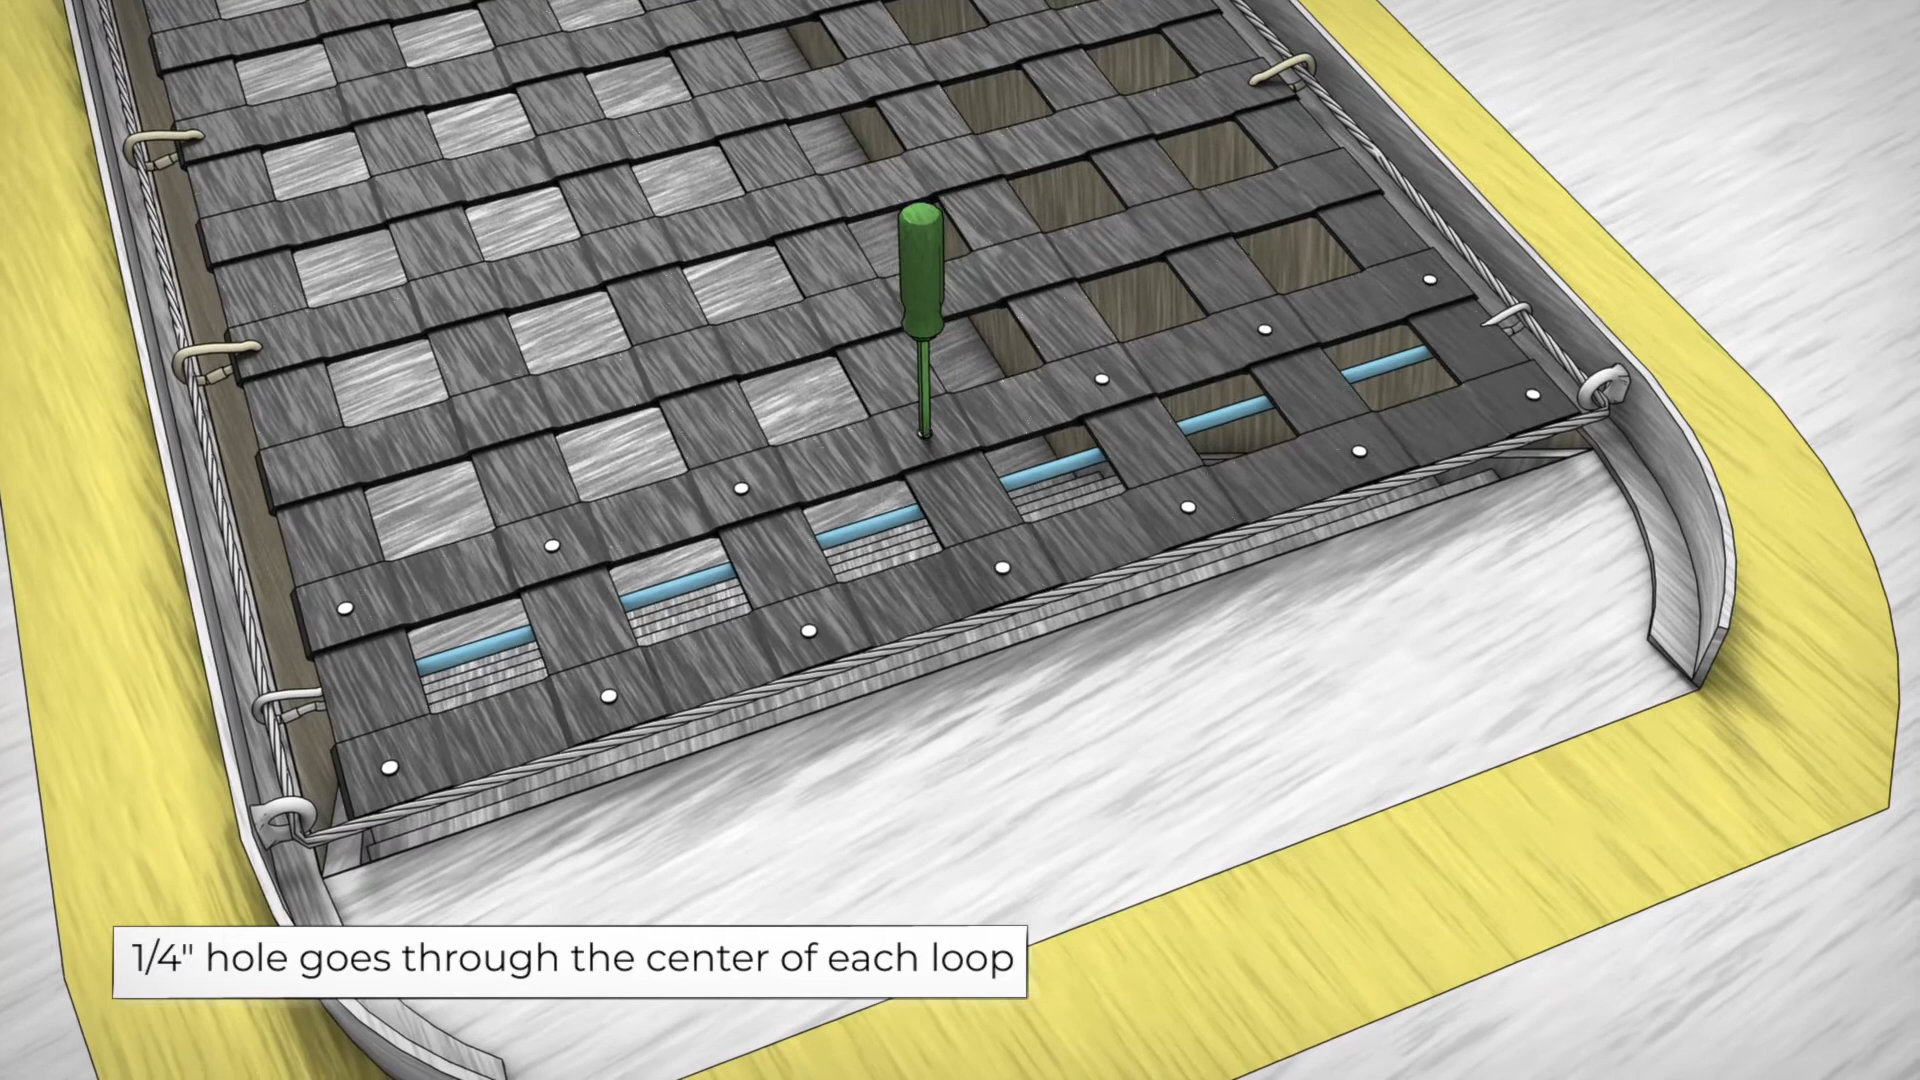 1/4" hole goes through the center of each loop